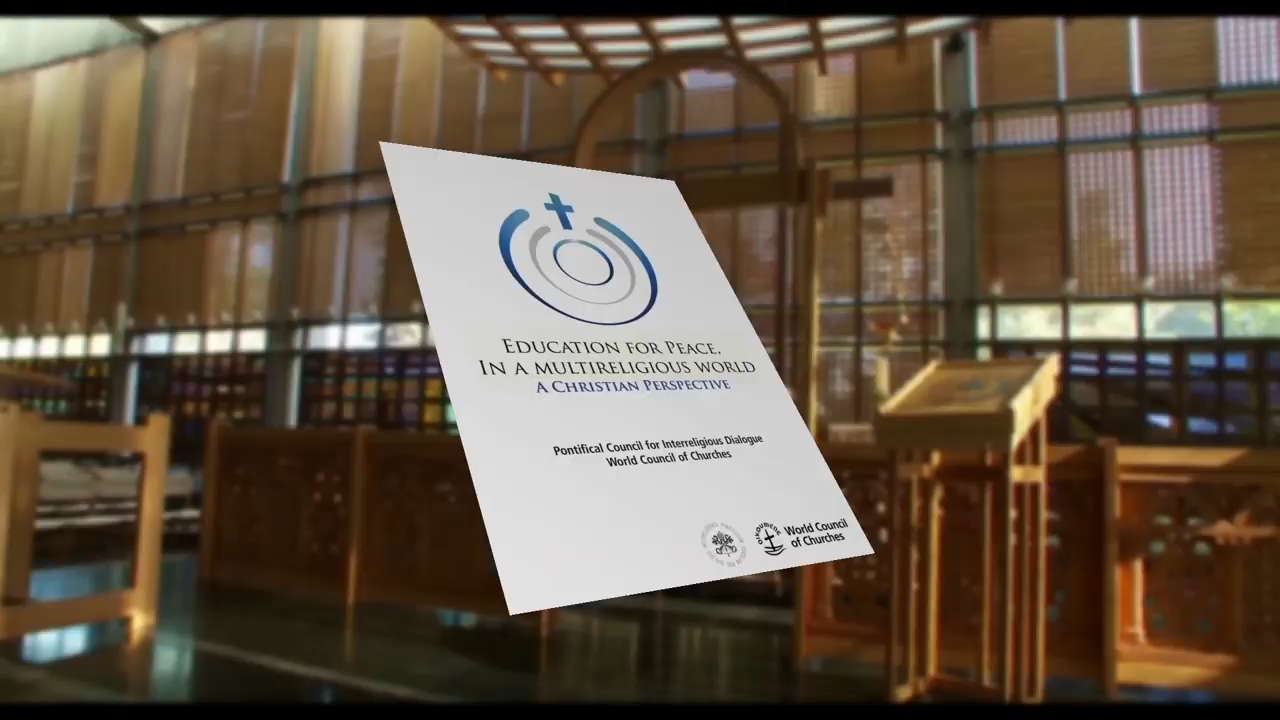 Education for Peace,
In a multireligious world
A Christian Perspective
Pontifical Council for Interreligious Dialogue
World Council of Churches
oikoumene
World Council
of Churches